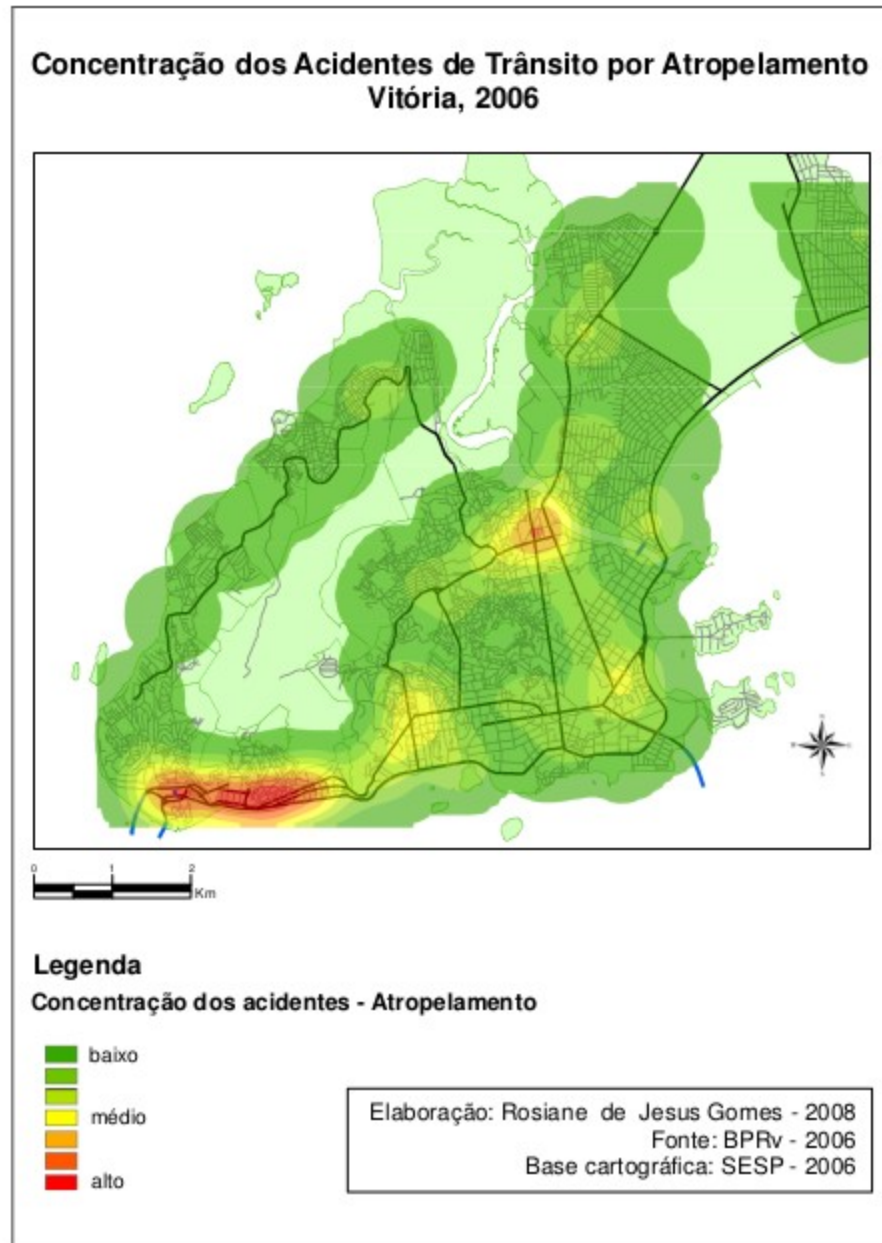 Concentração dos Acidentes de Trânsito por Atropelamento
Vitória, 2006
0 1 2
Km
Legenda
Concentração dos acidentes - Atropelamento
baixo
médio
alto
Elaboração: Rosiane de Jesus Gomes - 2008
Fonte: BPRv - 2006
Base cartográfica: SESP - 2006